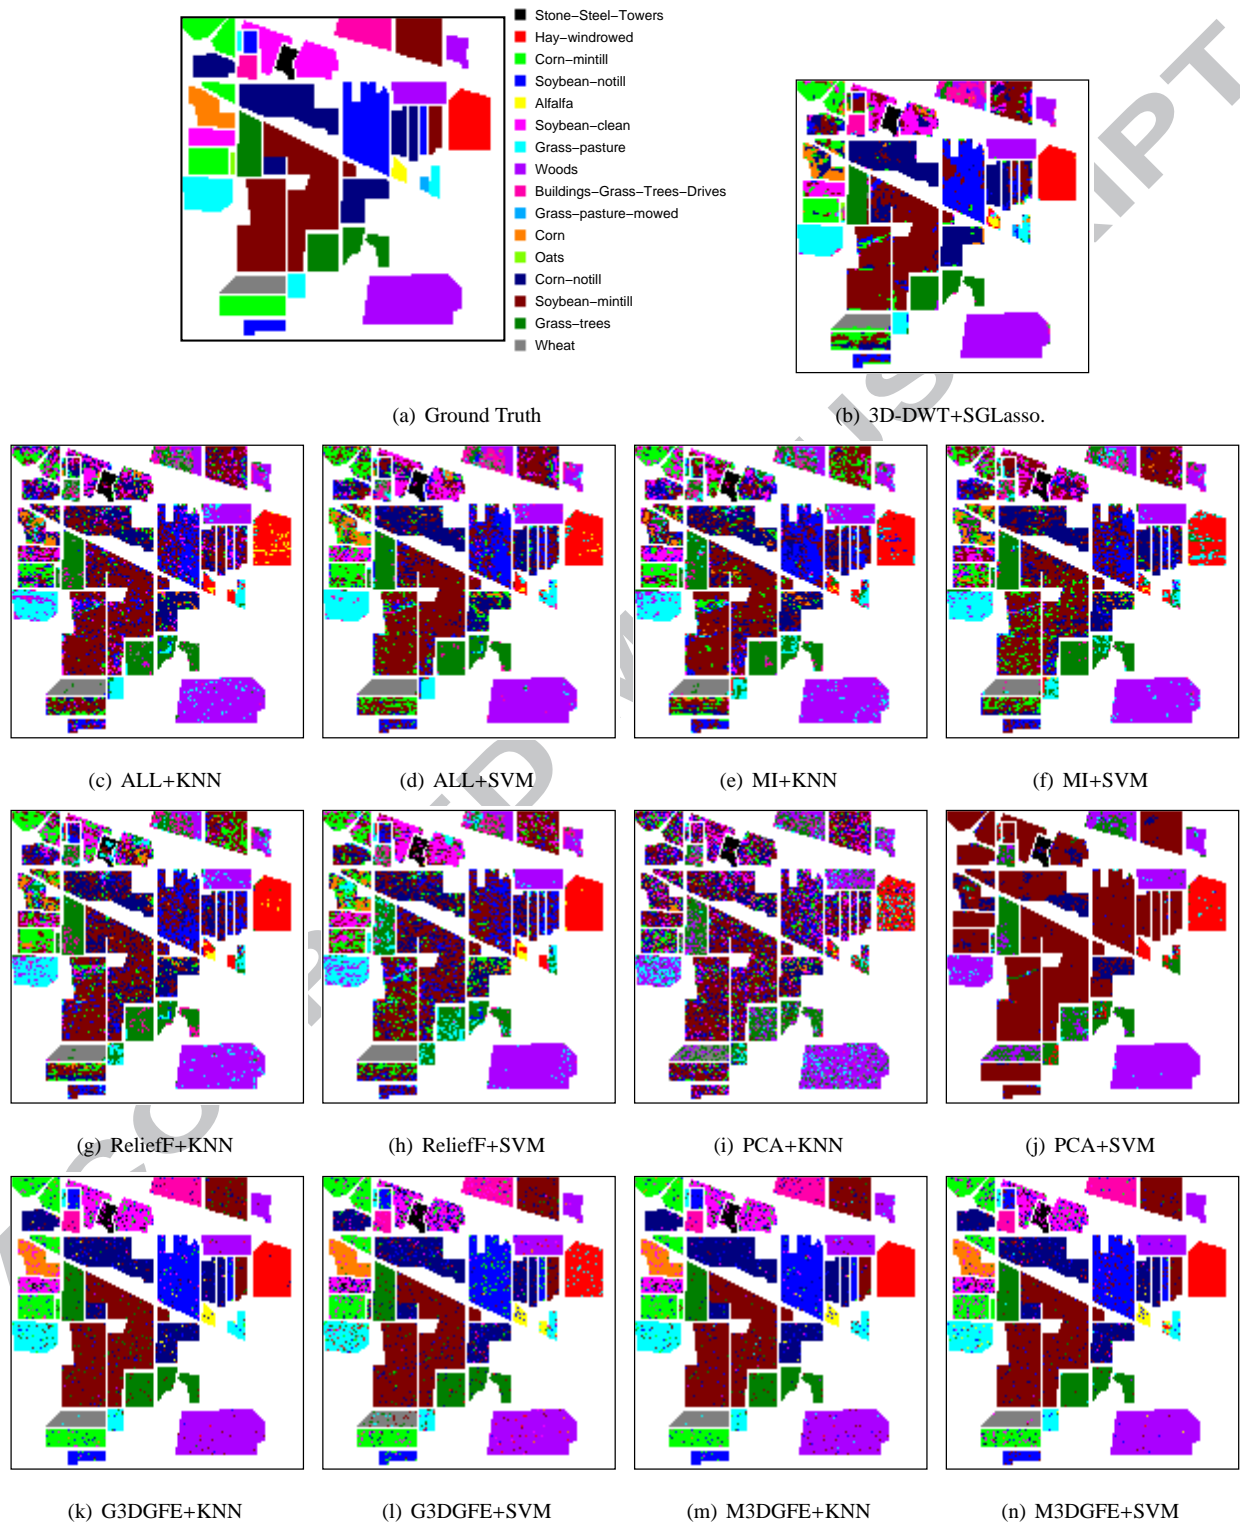 Stone−Steel−Towers
Hay−windrowed
Corn−mintill
Soybean−notill
Alfalfa
Soybean−clean
Grass−pasture
Woods
Buildings−Grass−Trees−Drives
Grass−pasture−mowed
Corn
Oats
Corn−notill
Soybean−mintill
Grass−trees
Wheat
(a) Ground Truth
(b) 3D-DWT+SGLasso.
(c) ALL+KNN
(d) ALL+SVM
(e) MI+KNN
(f) MI+SVM
(g) ReliefF+KNN
(h) ReliefF+SVM
(i) PCA+KNN
(j) PCA+SVM
(k) G3DGFE+KNN
(l) G3DGFE+SVM
(m) M3DGFE+KNN
(n) M3DGFE+SVM